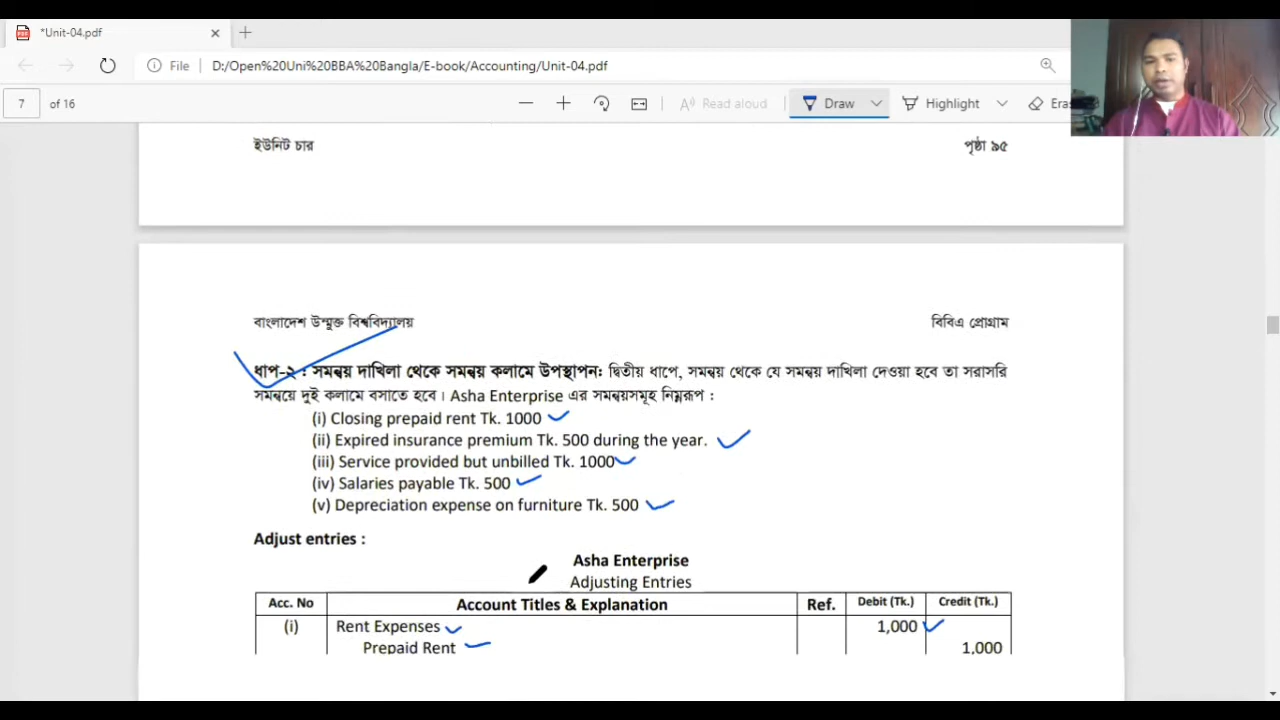 *Unit-04.pdf
File
D:/Open%20Uni%20BBA%20Bangla/E-book/Accounting/Unit-04.pdf
7 of 16
Read aloud
Draw
Highlight
ইউনিট চার
পৃষ্ঠা ৯৫
বাংলাদেশ উন্মুক্ত বিশ্ববিদ্যালয়
বিবিএ প্রোগ্রাম
ধাপ-২ : সমন্বয় দাখিলা থেকে সমন্বয় কলামে উপস্থাপন: দ্বিতীয় ধাপে, সমন্বয় থেকে যে সমন্বয় দাখিলা দেওয়া হবে তা সরাসরি
সমন্বয়ে দুই কলামে বসাতে হবে। Asha Enterprise এর সমন্বয়সমূহ নিম্নরূপ :
(i) Closing prepaid rent Tk. 1000
(ii) Expired insurance premium Tk. 500 during the year.
(iii) Service provided but unbilled Tk. 1000
(iv) Salaries payable Tk. 500
(v) Depreciation expense on furniture Tk. 500
Adjust entries :
Asha Enterprise
Adjusting Entries
Acc. No Account Titles & Explanation Ref. Debit (Tk.) Credit (Tk.)
(i) Rent Expenses 1,000
Prepaid Rent 1,000